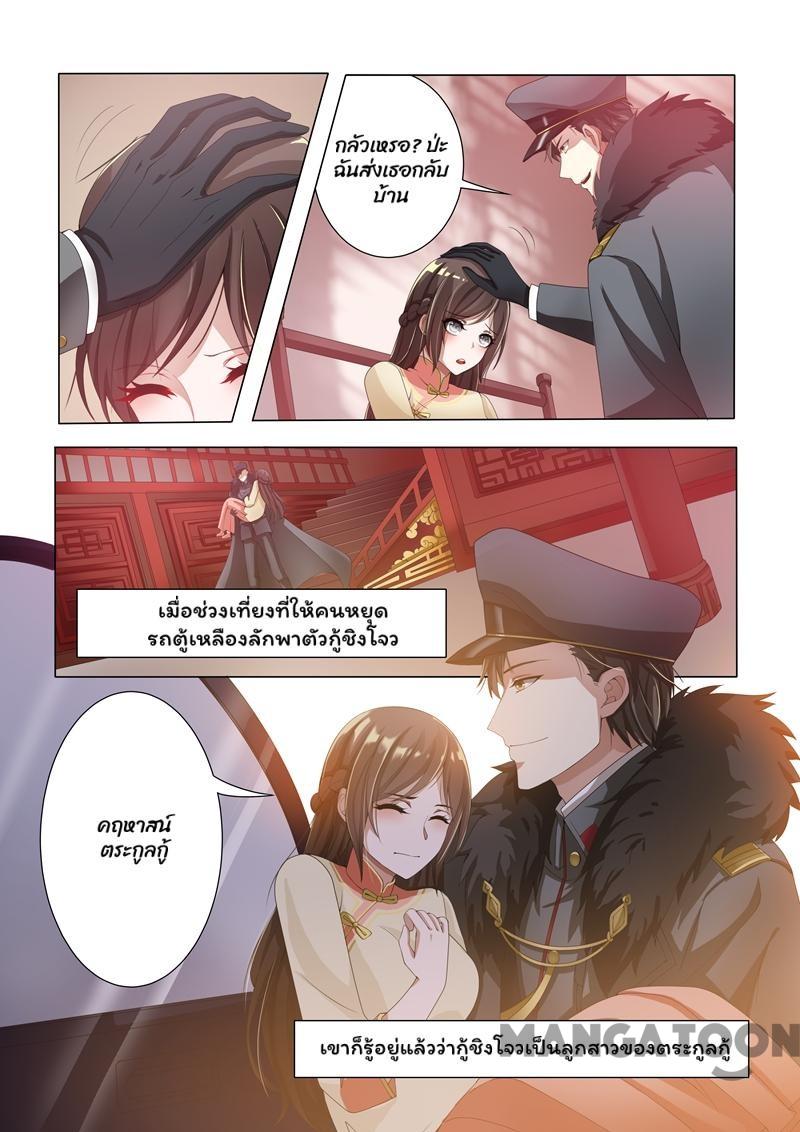 กลัวเหรอ? ป่ะ
ฉันส่งเธอกลับ
บ้าน
เมื่อช่วงเที่ยงที่ให้คนหยุด
รถตู้เหลืองลักพาตัวกู้ชิงโจว
คฤหาสน์
ตระกูลกู้
เขาก็รู้อยู่แล้วว่ากู้ชิงโจวเป็นลูกสาวของตระกูลกู้
MANGATOON